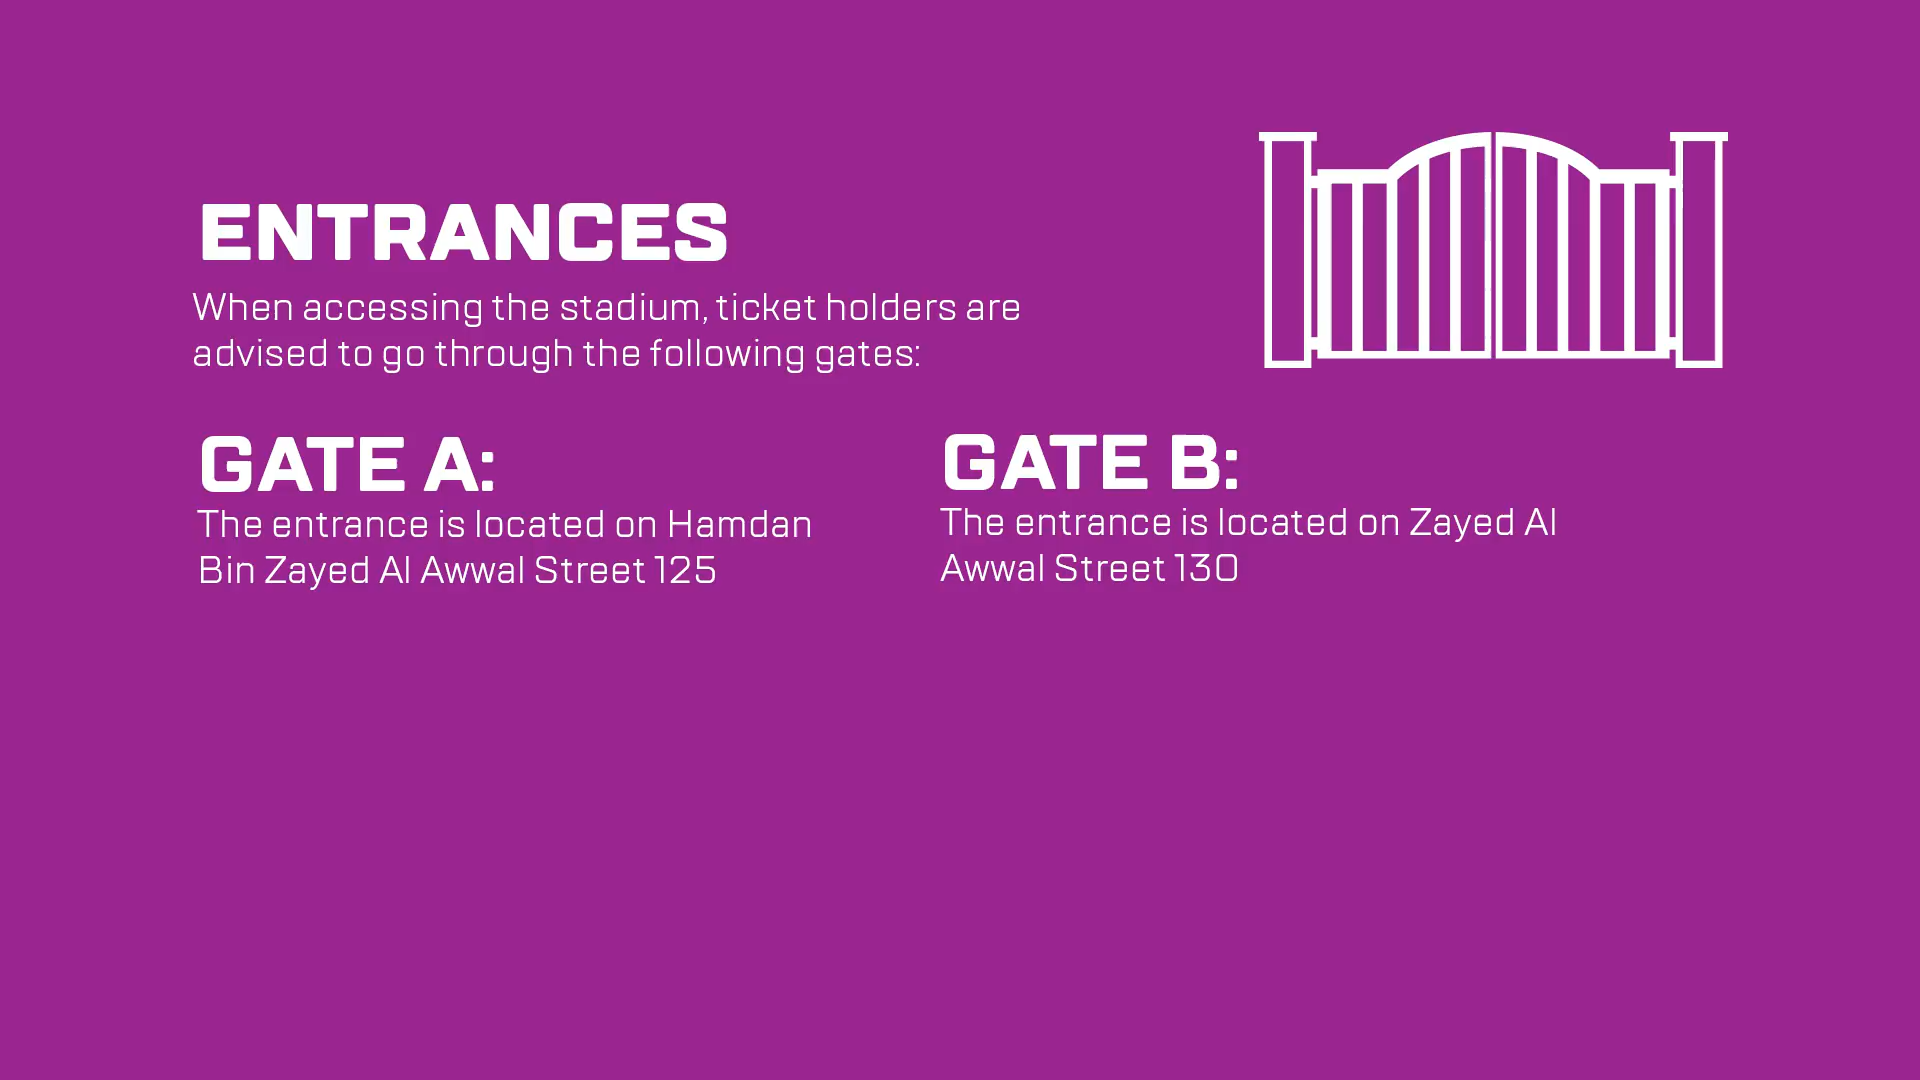 ENTRANCES
When accessing the stadium, ticket holders are
advised to go through the following gates:
GATE A:
The entrance is located on Hamdan
Bin Zayed Al Awwal Street 125
GATE B:
The entrance is located on Zayed Al
Awwal Street 130